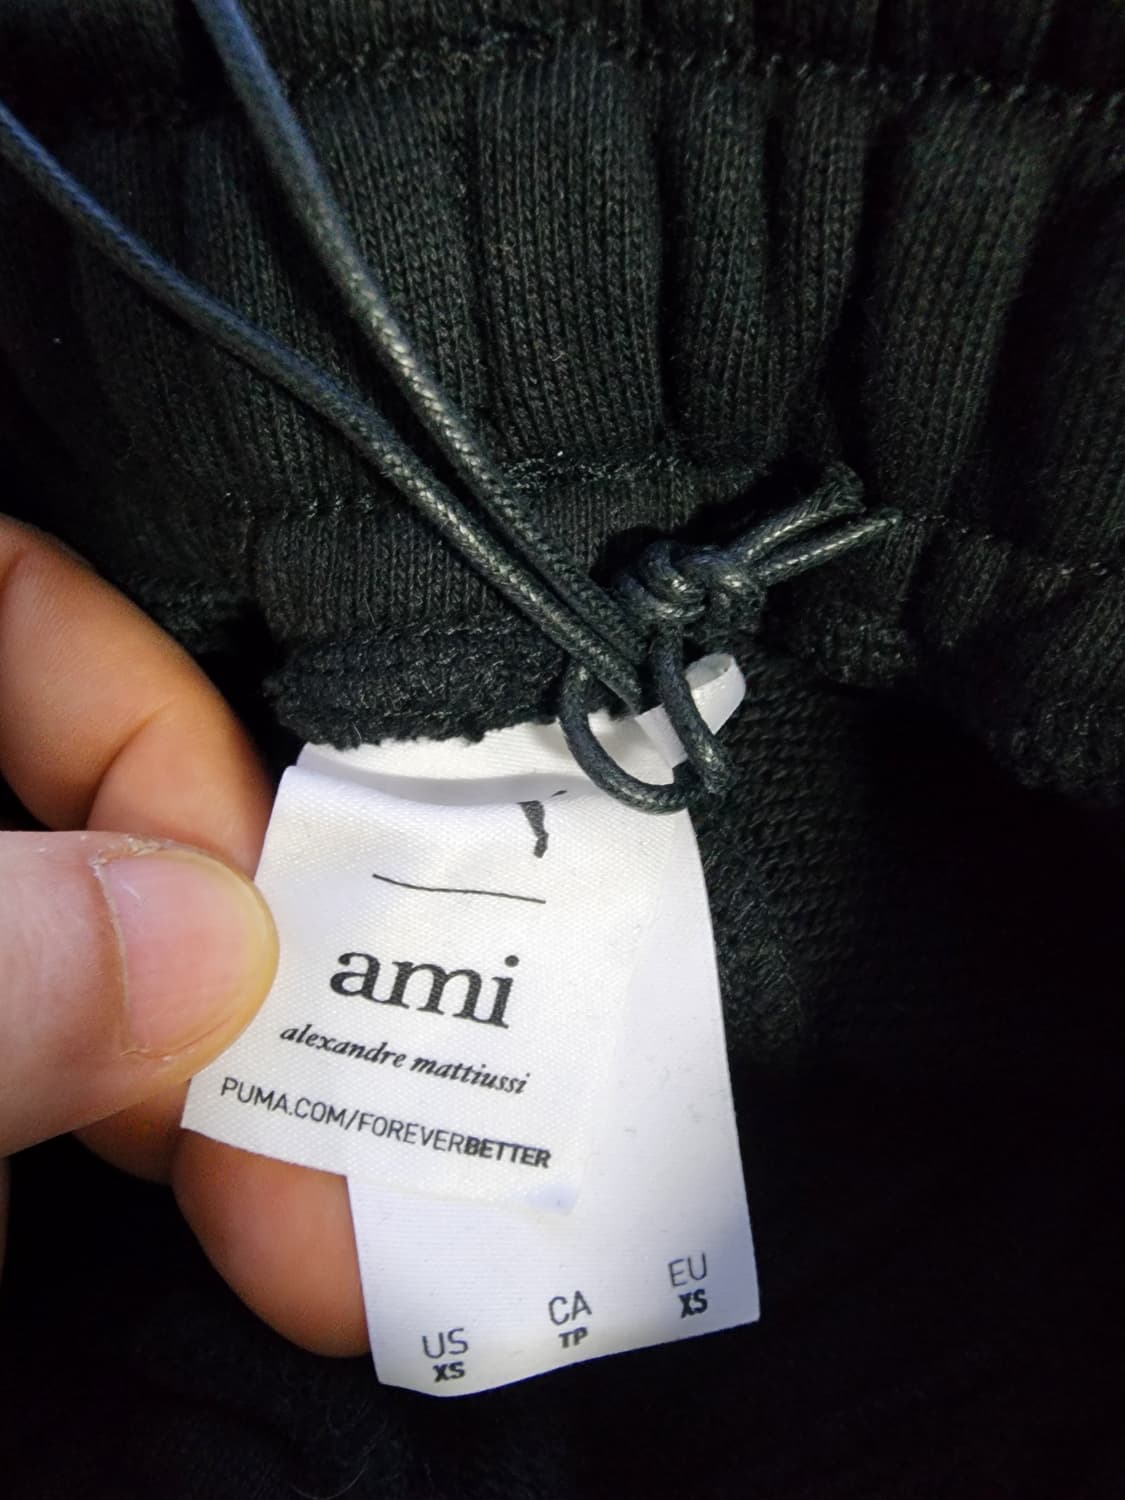 ami
alexandre mattiussi
PUMA.COM/FOREVERBETTER
US CA EU
XS TP XS